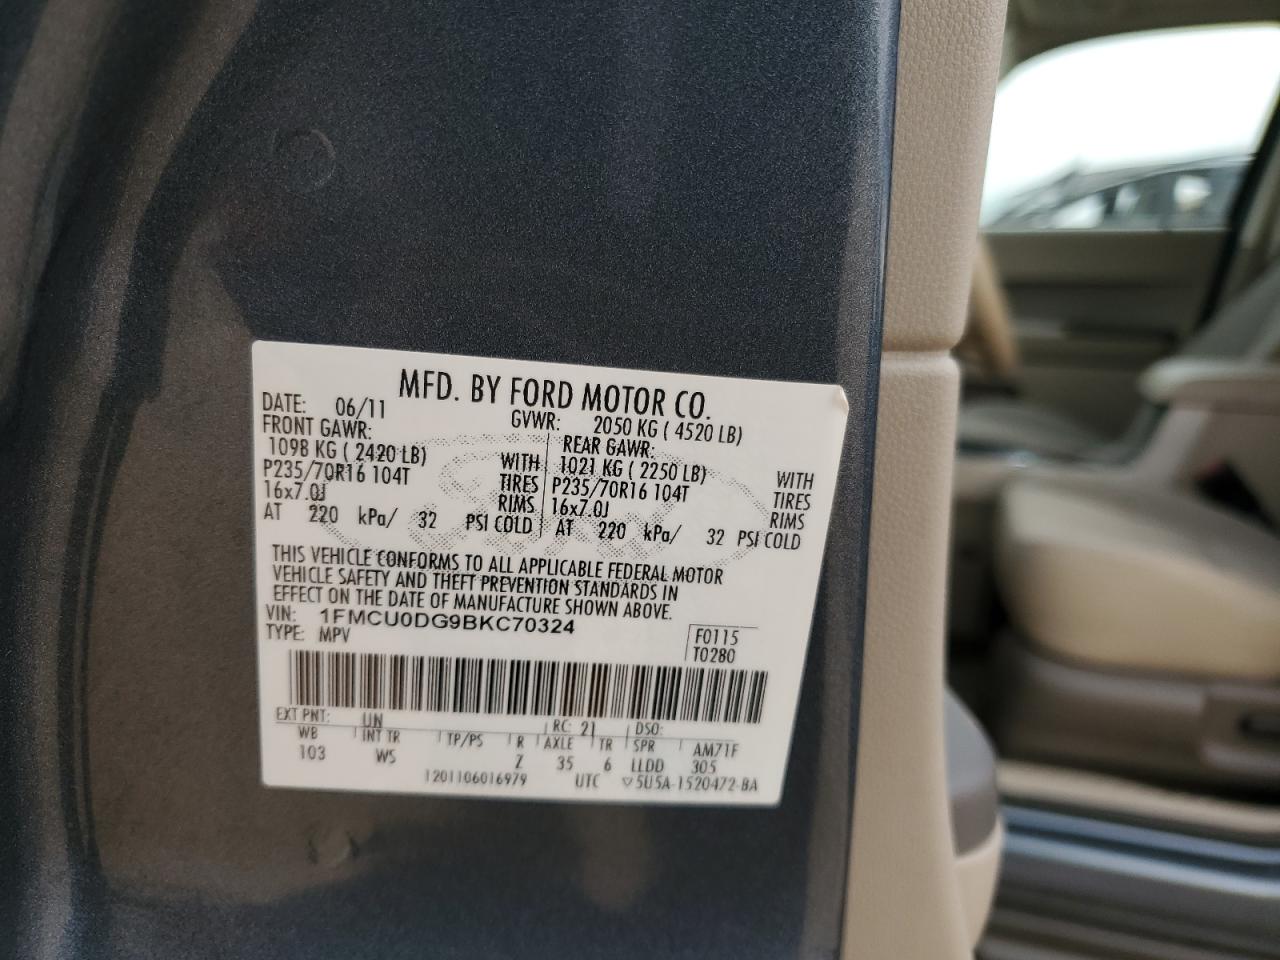 MFD. BY FORD MOTOR CO.
DATE: 06/11 GVWR: 2050 KG ( 4520 LB)
FRONT GAWR: REAR GAWR:
1098 KG ( 2420 LB) WITH 1021 KG ( 2250 LB) WITH
P235/70R16 104T TIRES P235/70R16 104T TIRES
16x7.0J RIMS 16x7.0J RIMS
AT 220 kPa/ 32 PSI COLD AT 220 kPa/ 32 PSI COLD
THIS VEHICLE CONFORMS TO ALL APPLICABLE FEDERAL MOTOR
VEHICLE SAFETY AND THEFT PREVENTION STANDARDS IN
EFFECT ON THE DATE OF MANUFACTURE SHOWN ABOVE.
VIN: 1FMCU0DG9BKC70324
TYPE: MPV F0115
T0280
EXT PNT: UN RC: 21 DSO:
WB INT TR TP/PS R AXLE TR SPR AM71F
103 WS Z 35 6 LLDD 305
1201106016979 UTC ▽5U5A-1520472-BA